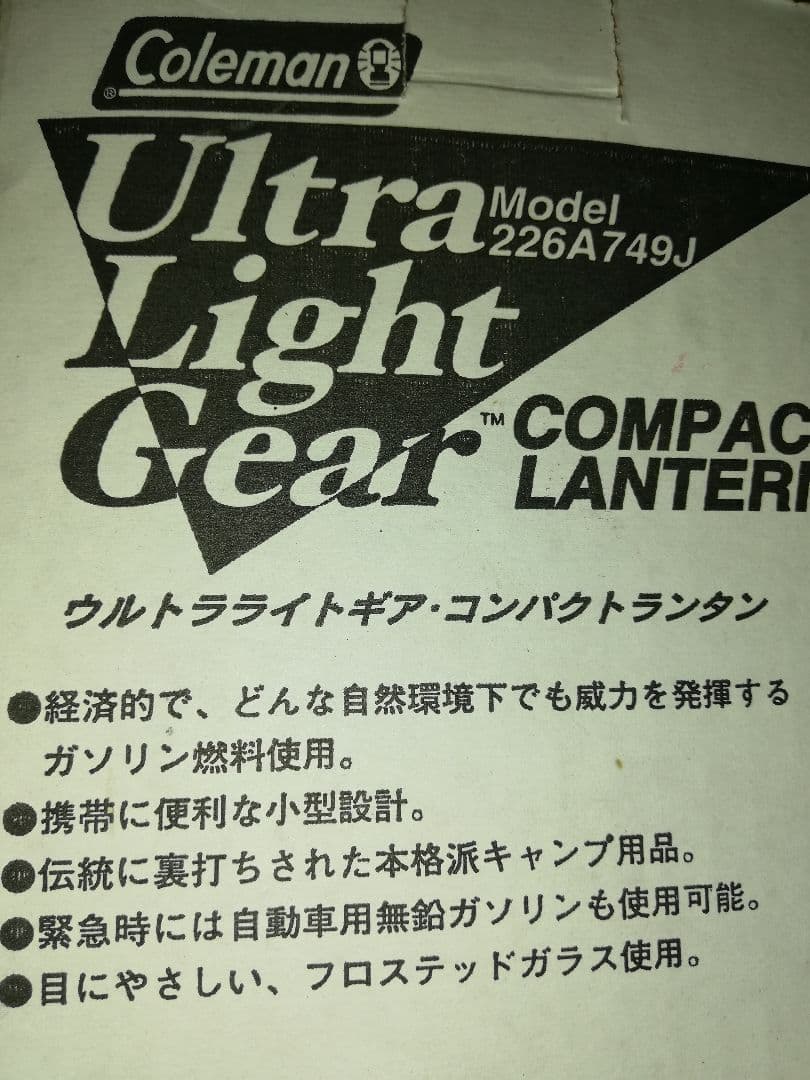 Coleman
®
Ultra
Model
226A749J
Light
Gear™
COMPAC
LANTER
ウルトラライトギア・コンパクトランタン
●経済的で、どんな自然環境下でも威力を発揮する
ガソリン燃料使用。
●携帯に便利な小型設計。
●伝統に裏打ちされた本格派キャンプ用品。
●緊急時には自動車用無鉛ガソリンも使用可能。
●目にやさしい、フロステッドガラス使用。